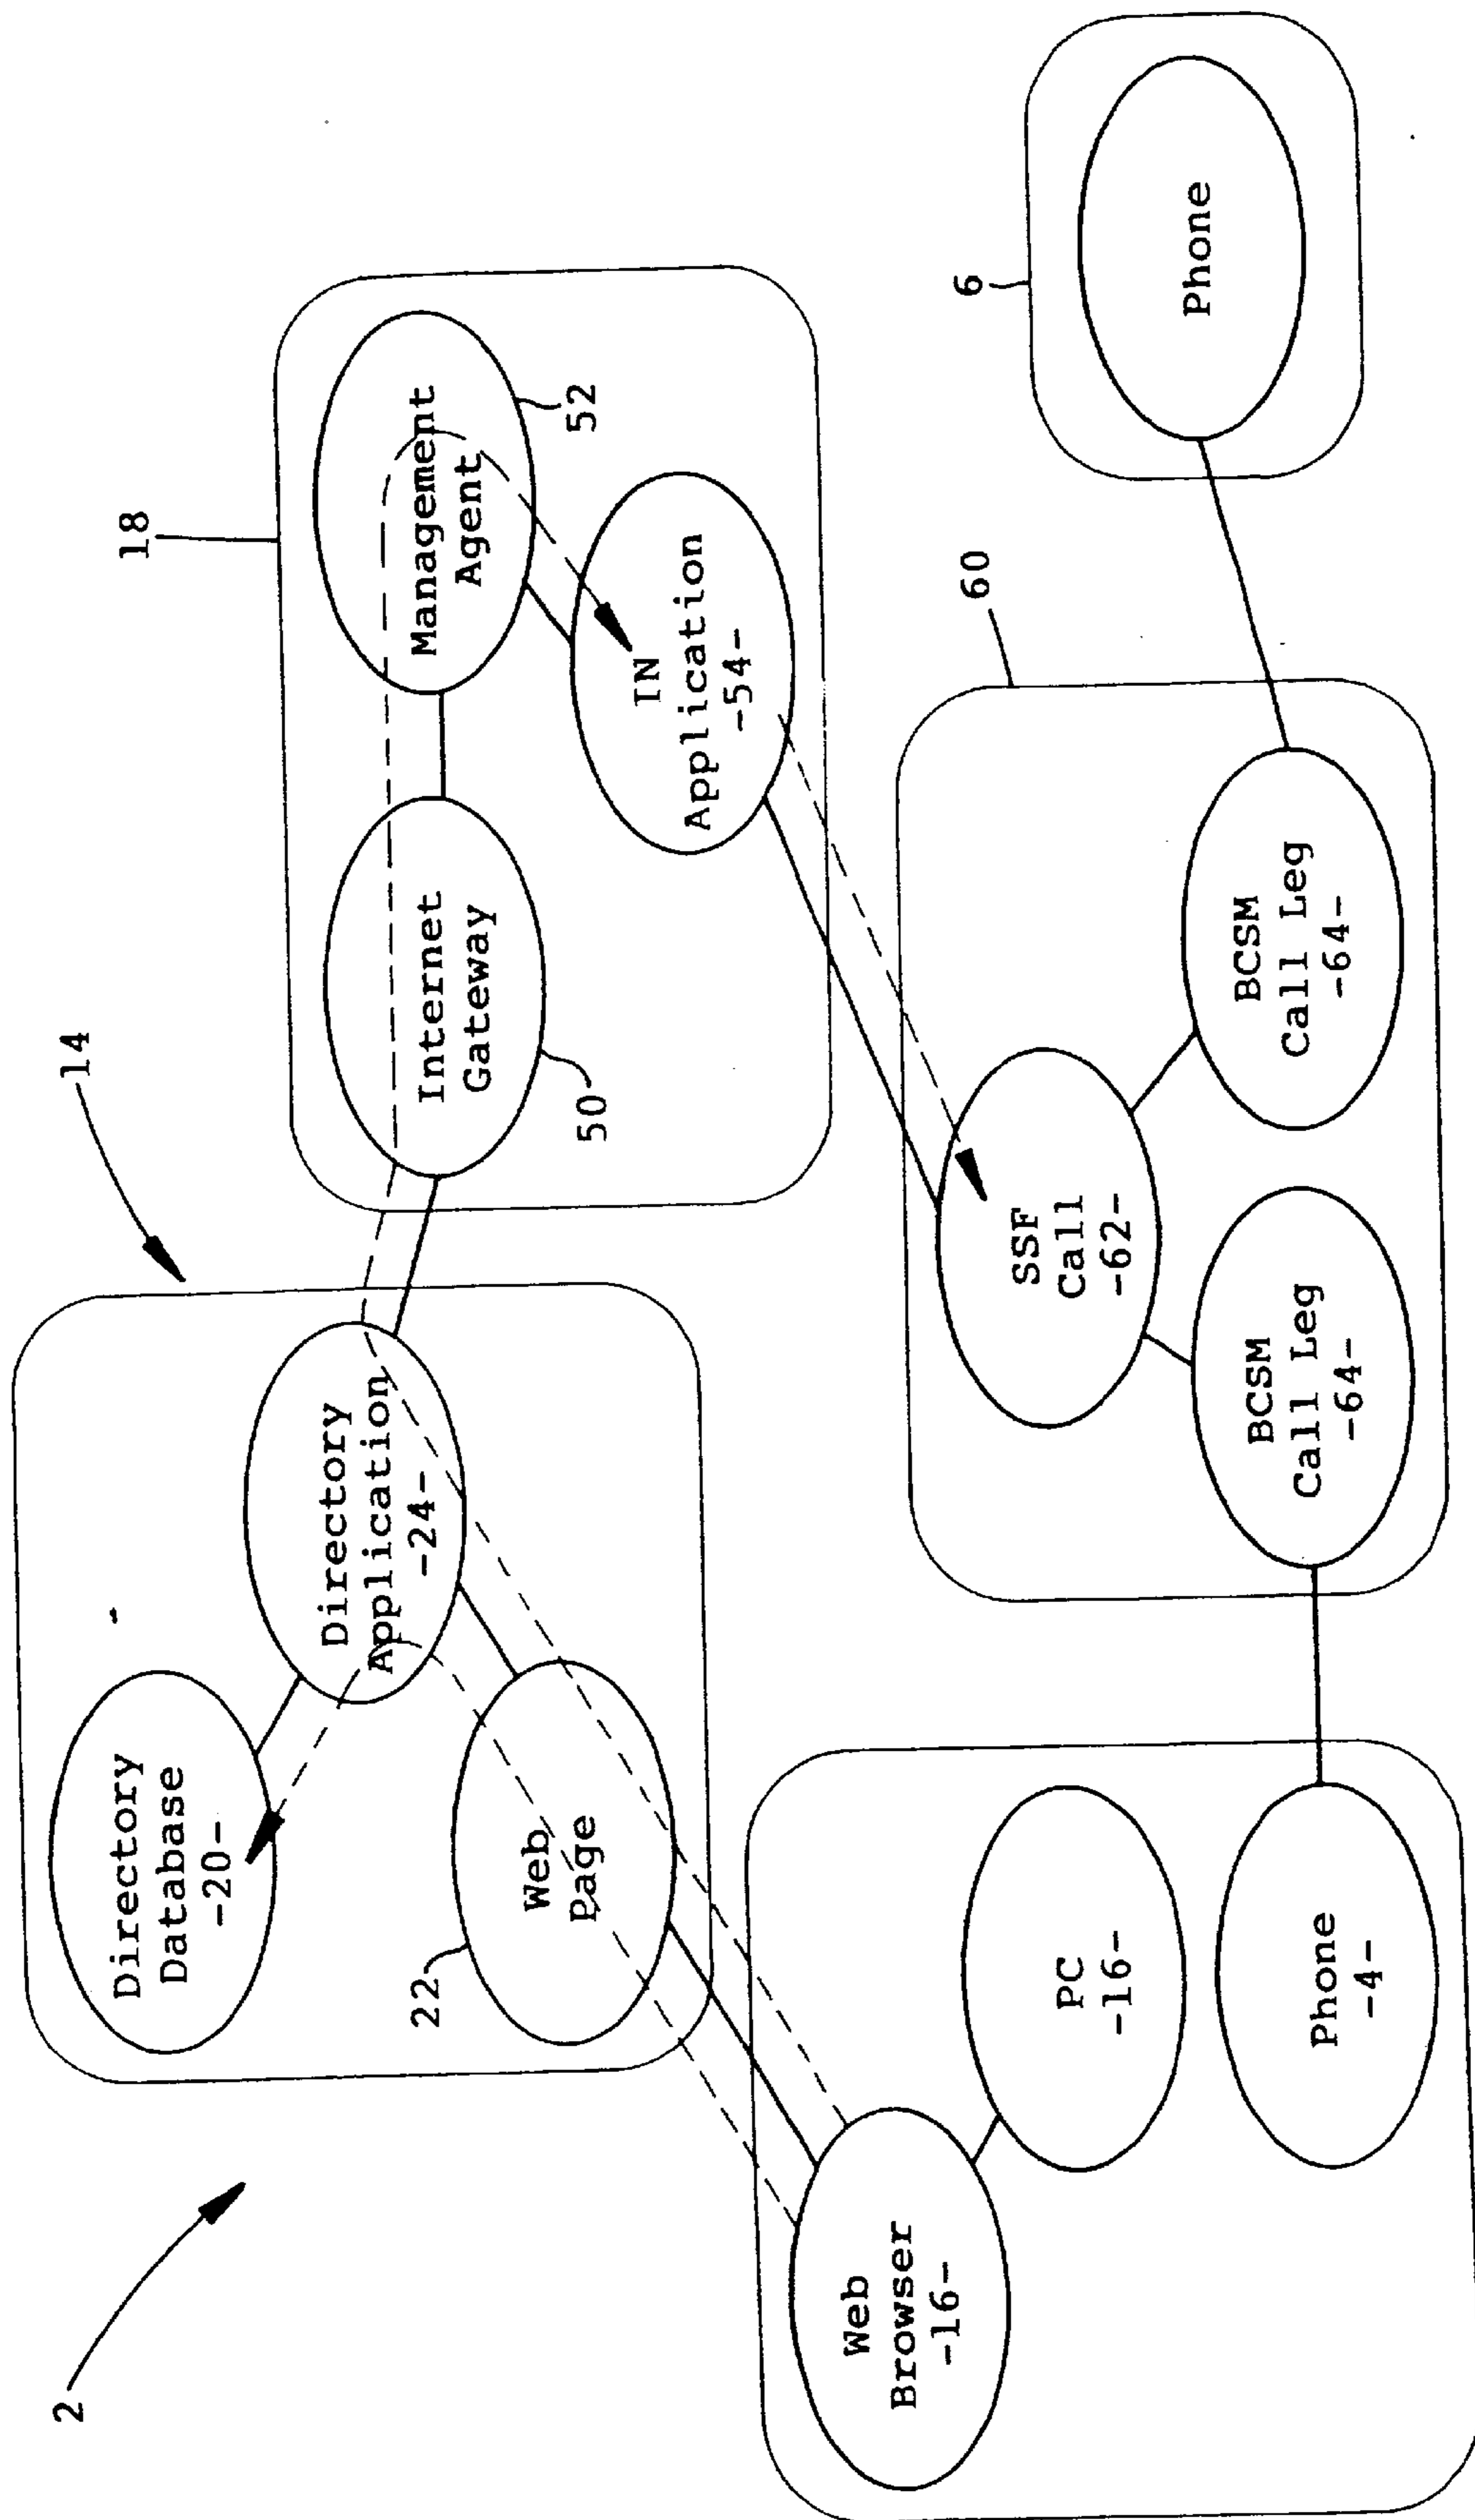 2
14
18
Directory
Database
-20-
Directory
Application
-24-
22
Web
Page
Internet
Gateway
50
Management
Agent
52
IN
Application
-54-
60
6
Web
Browser
-16-
PC
-16-
Phone
-4-
SSF
Call
-62-
BCSM
Call Leg
-64-
BCSM
Call Leg
-64-
Phone